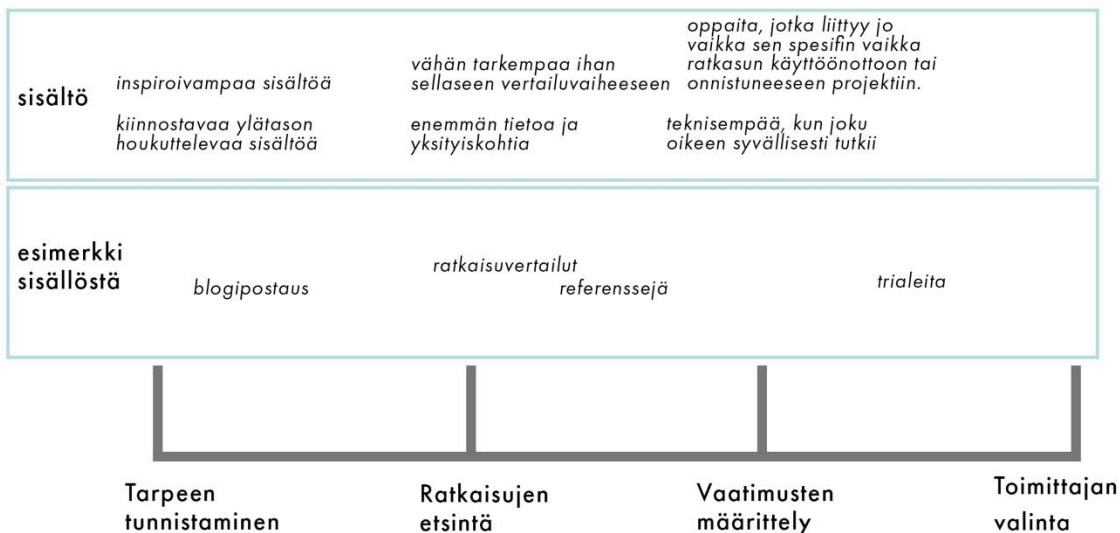 sisältö
inspiroivampaa sisältöä
kiinnostavaa ylätason
houkuttelevaa sisältöä
vähän tarkempaa ihan
sellaseen vertailuvaiheeseen
enemmän tietoa ja
yksityiskohtia
oppaita, jotka liittyy jo
vaikka sen spesifin vaikka
ratkasun käyttöönottoon tai
onnistuneeseen projektiin.
teknisempää, kun joku
oikeen syvällisesti tutkii
esimerkki
sisällöstä
blogipostaus
ratkaisuvertailut
referenssejä
trialeita
Tarpeen
tunnistaminen
Ratkaisujen
etsintä
Vaatimusten
määrittely
Toimittajan
valinta